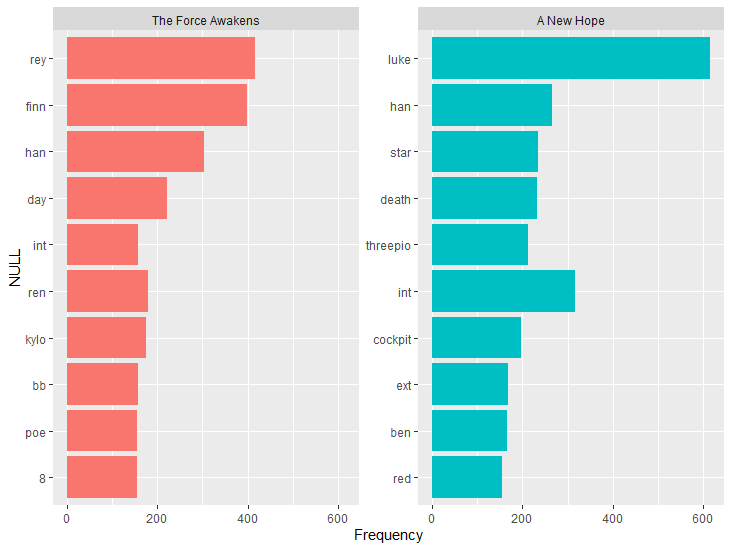 The Force Awakens
A New Hope
rey
finn
han
day
int
ren
kylo
bb
poe
8
luke
han
star
death
threepio
int
cockpit
ext
ben
red
0 200 400 600
0 200 400 600
NULL
Frequency